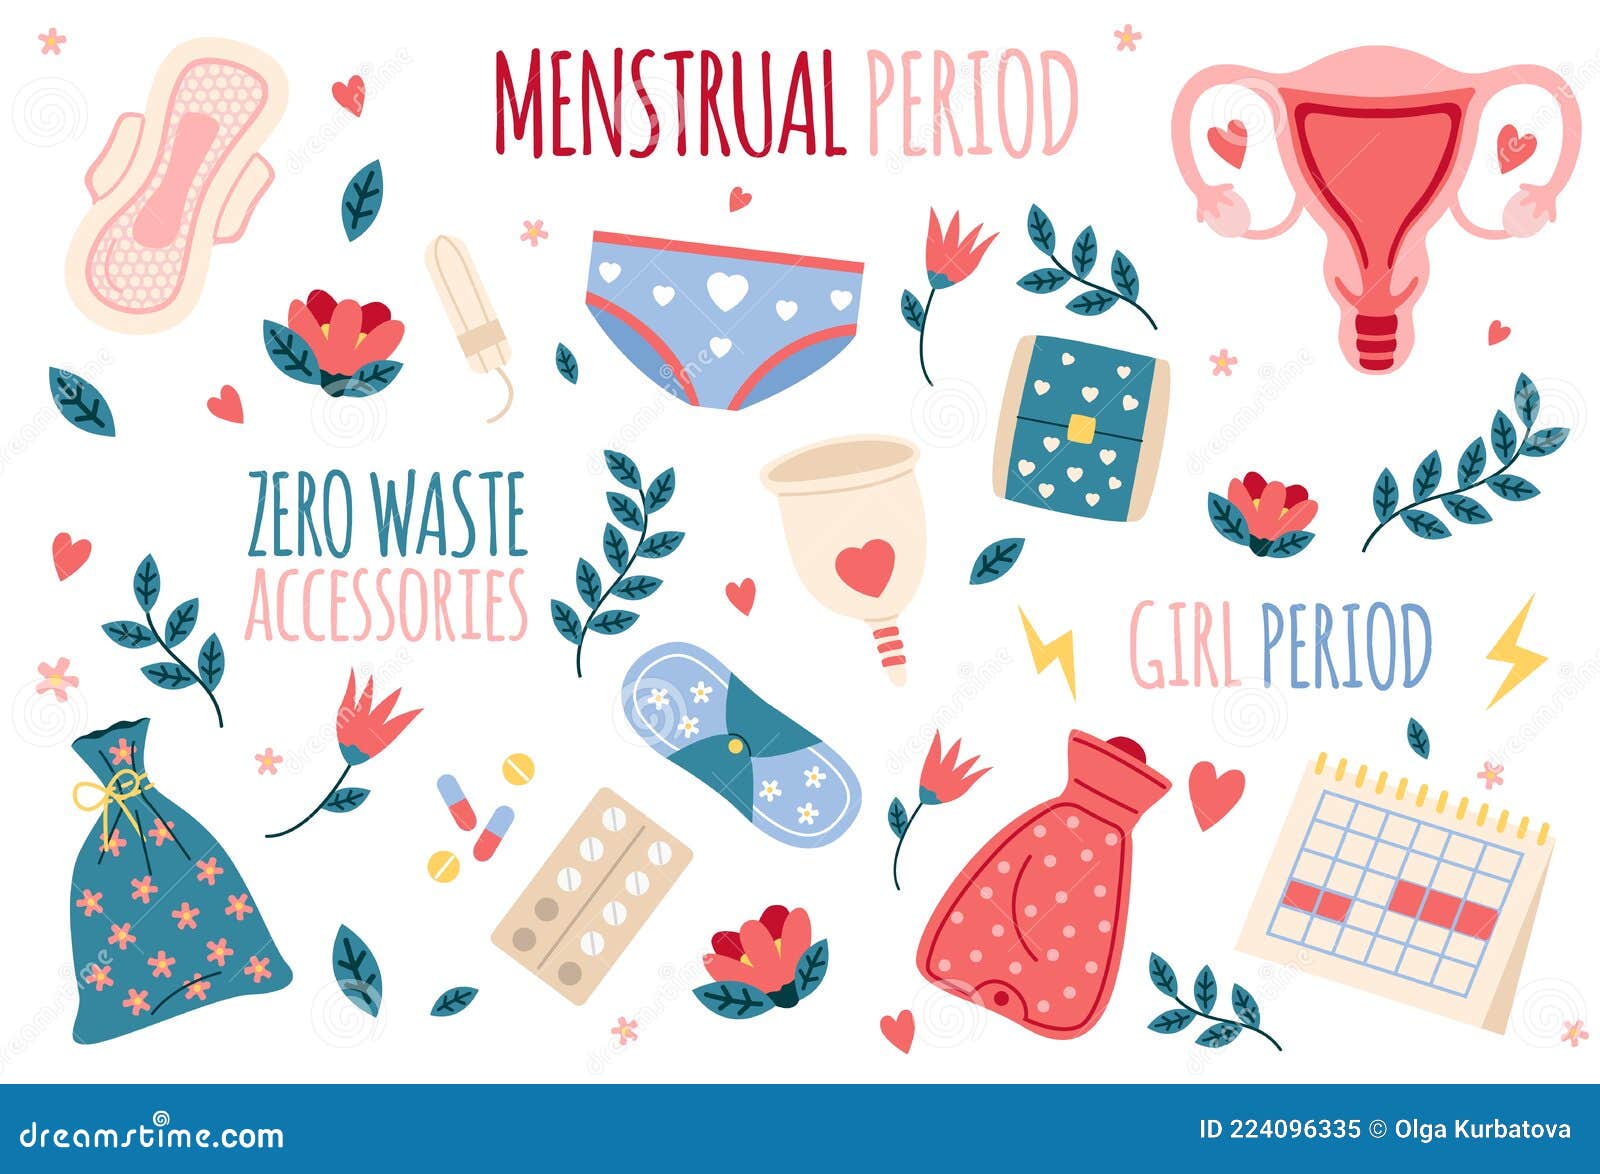 MENSTRUAL PERIOD
ZERO WASTE
ACCESSORIES
GIRL PERIOD
dreamstime.com
ID 224096335 © Olga Kurbatova